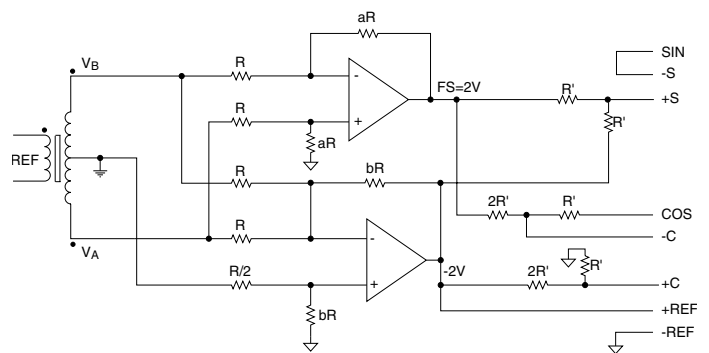 aR
SIN
VB
R
-S
-
FS=2V
R'
+S
R
+
R'
aR
REF
R
bR
2R'
R'
COS
R
-
-C
VA
R'
R/2
-2V
2R'
+C
+
bR
+REF
-REF